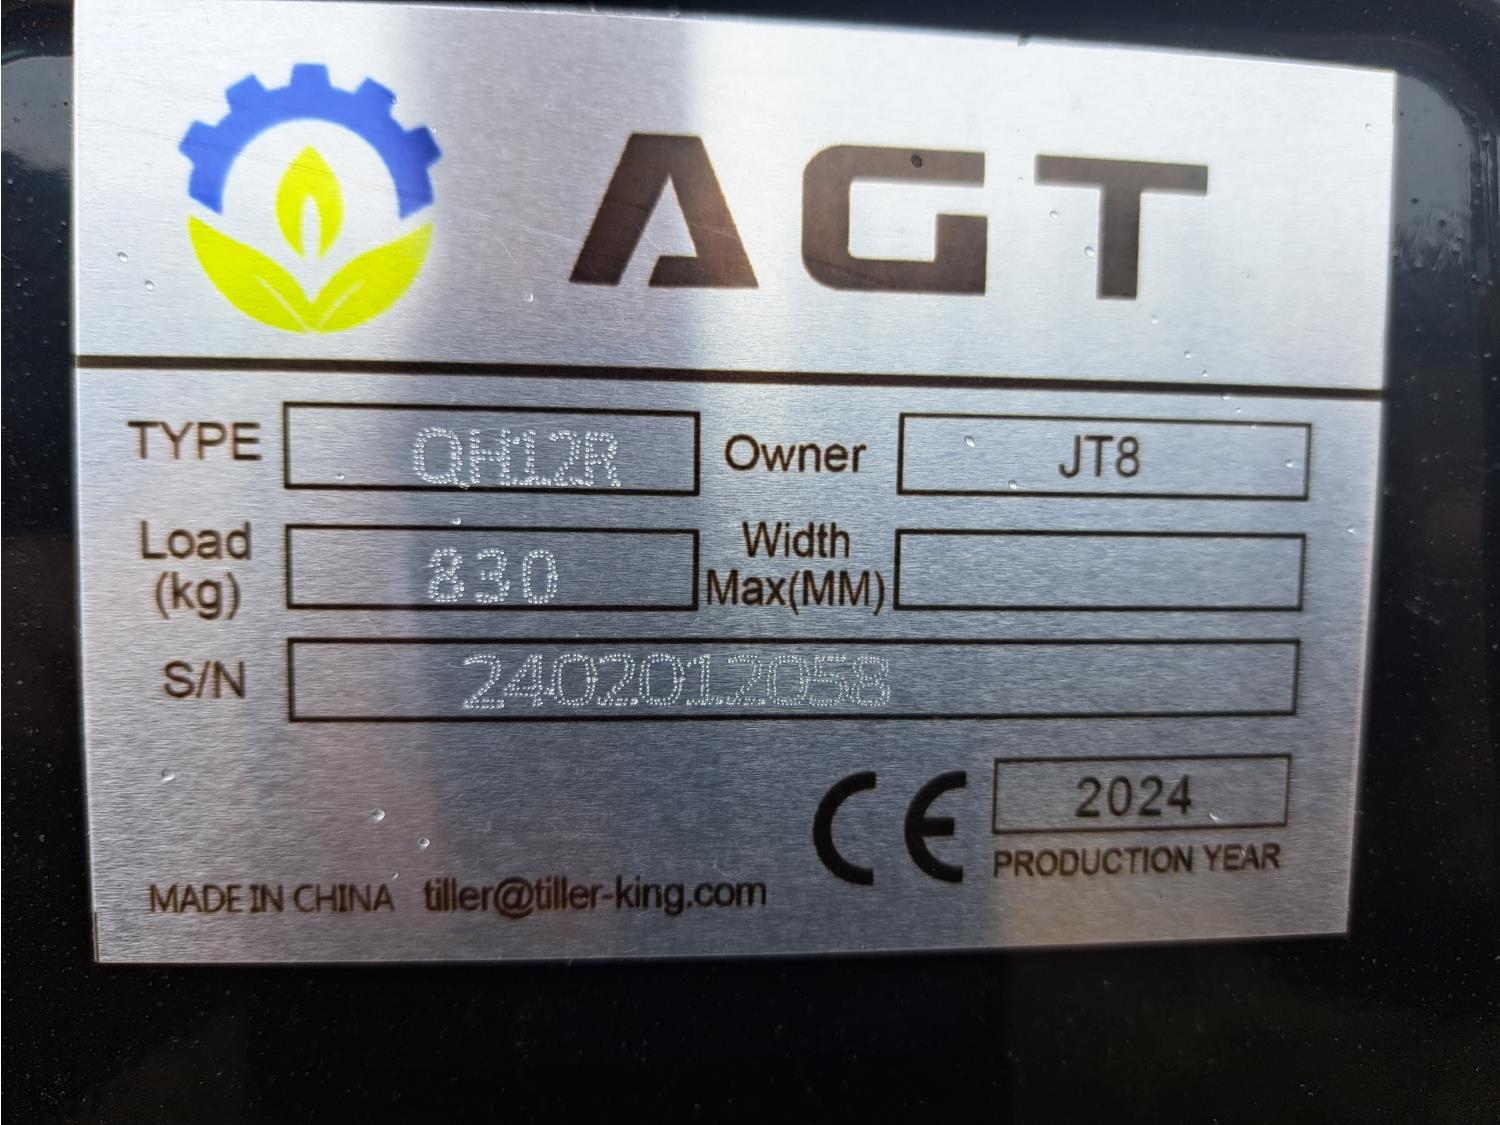 AGT
TYPE QH12R Owner JT8
Load (kg) 830 Width Max(MM)
S/N 2402012058
CE 2024
PRODUCTION YEAR
MADE IN CHINA tiller@tiller-king.com